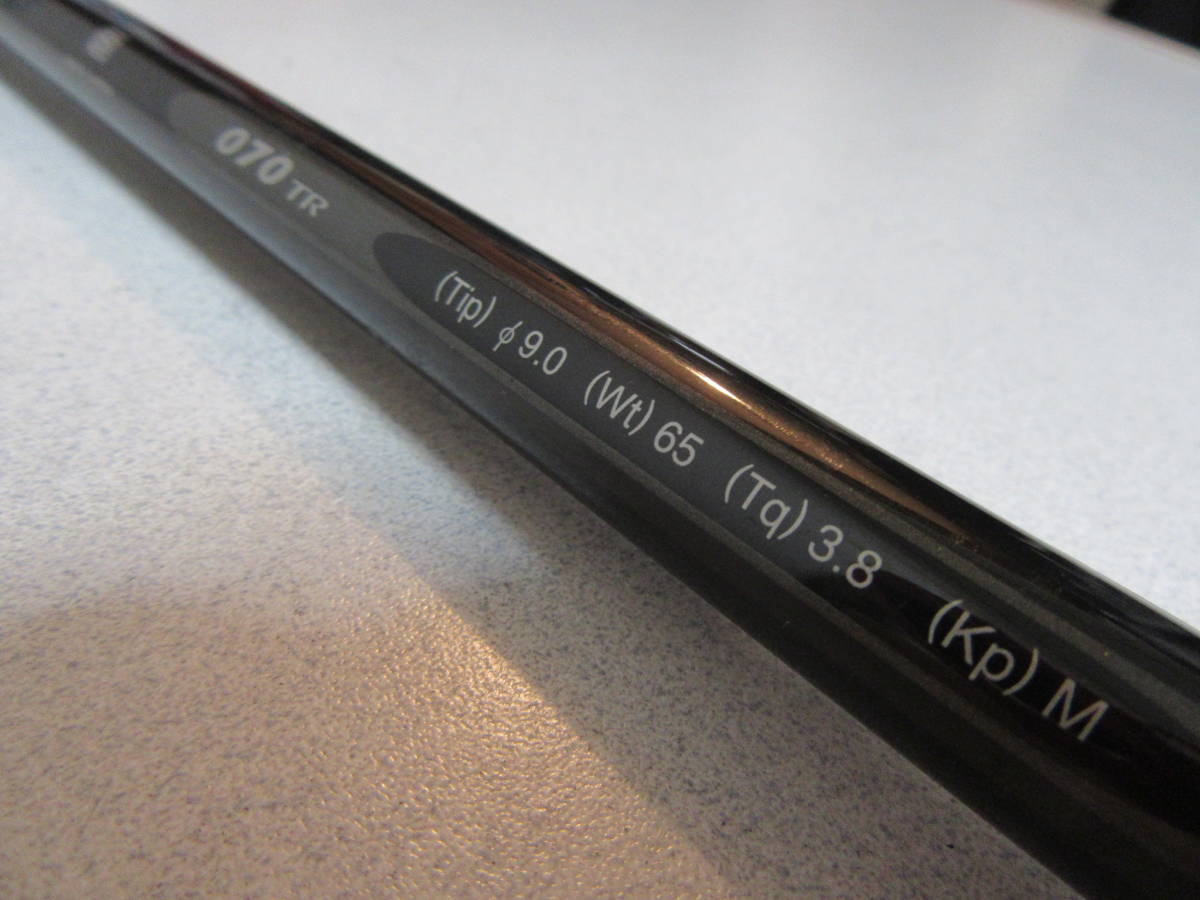 070 TR
(Tip) φ9.0 (Wt) 65 (Tq) 3.8 (Kp) M